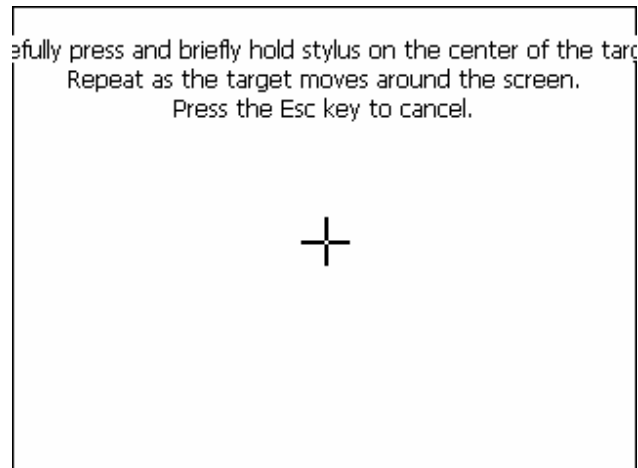 efully press and briefly hold stylus on the center of the targ
Repeat as the target moves around the screen.
Press the Esc key to cancel.